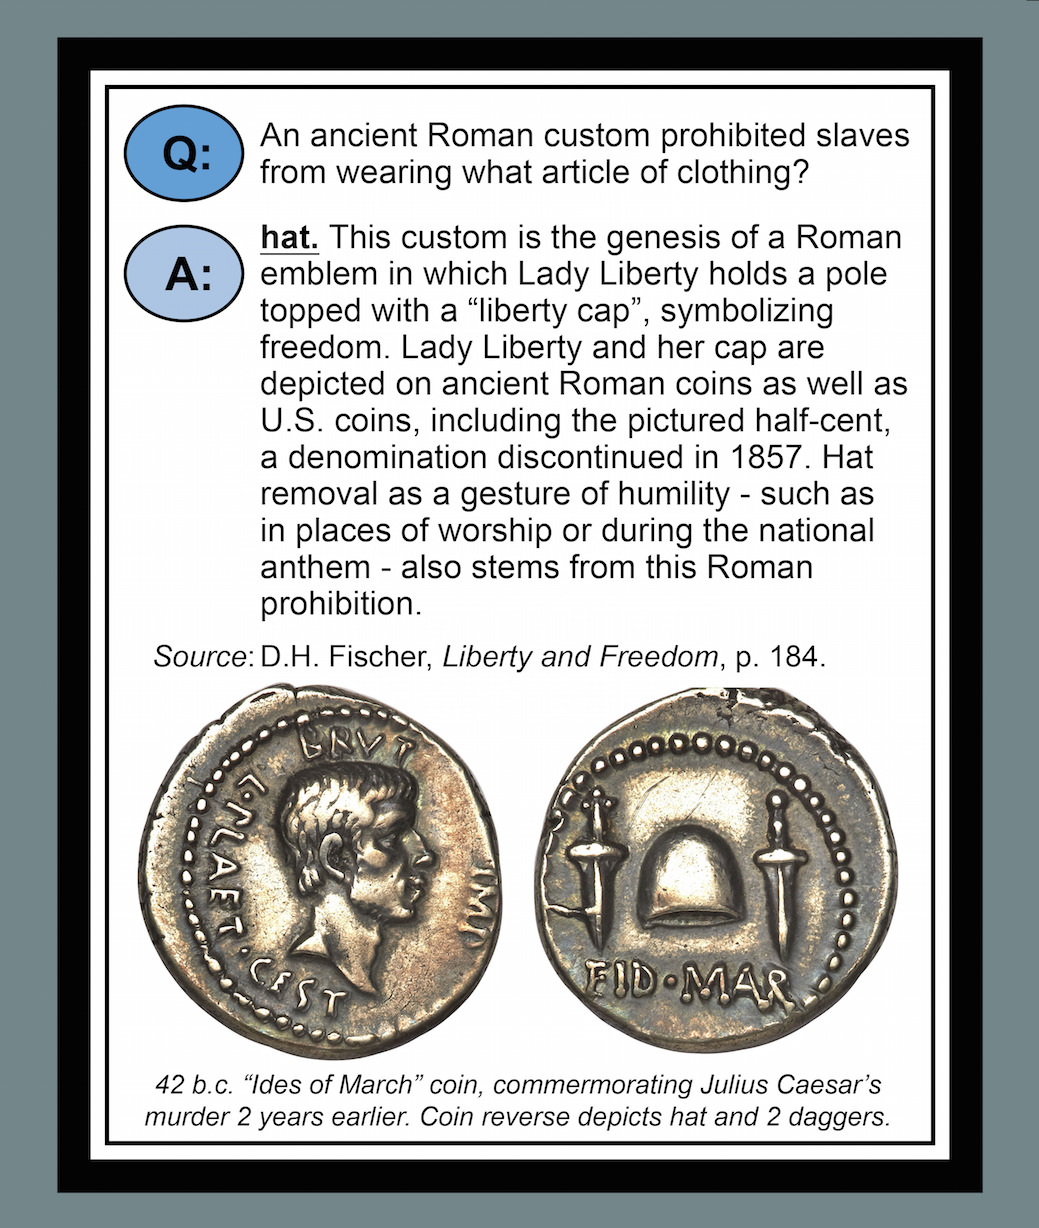 Q: An ancient Roman custom prohibited slaves
from wearing what article of clothing?
A: hat. This custom is the genesis of a Roman
emblem in which Lady Liberty holds a pole
topped with a “liberty cap”, symbolizing
freedom. Lady Liberty and her cap are
depicted on ancient Roman coins as well as
U.S. coins, including the pictured half-cent,
a denomination discontinued in 1857. Hat
removal as a gesture of humility - such as
in places of worship or during the national
anthem - also stems from this Roman
prohibition.
Source: D.H. Fischer, Liberty and Freedom, p. 184.
BRVT
IMP
L·PLAET·CEST
EID·MAR
42 b.c. “Ides of March” coin, commermorating Julius Caesar’s
murder 2 years earlier. Coin reverse depicts hat and 2 daggers.